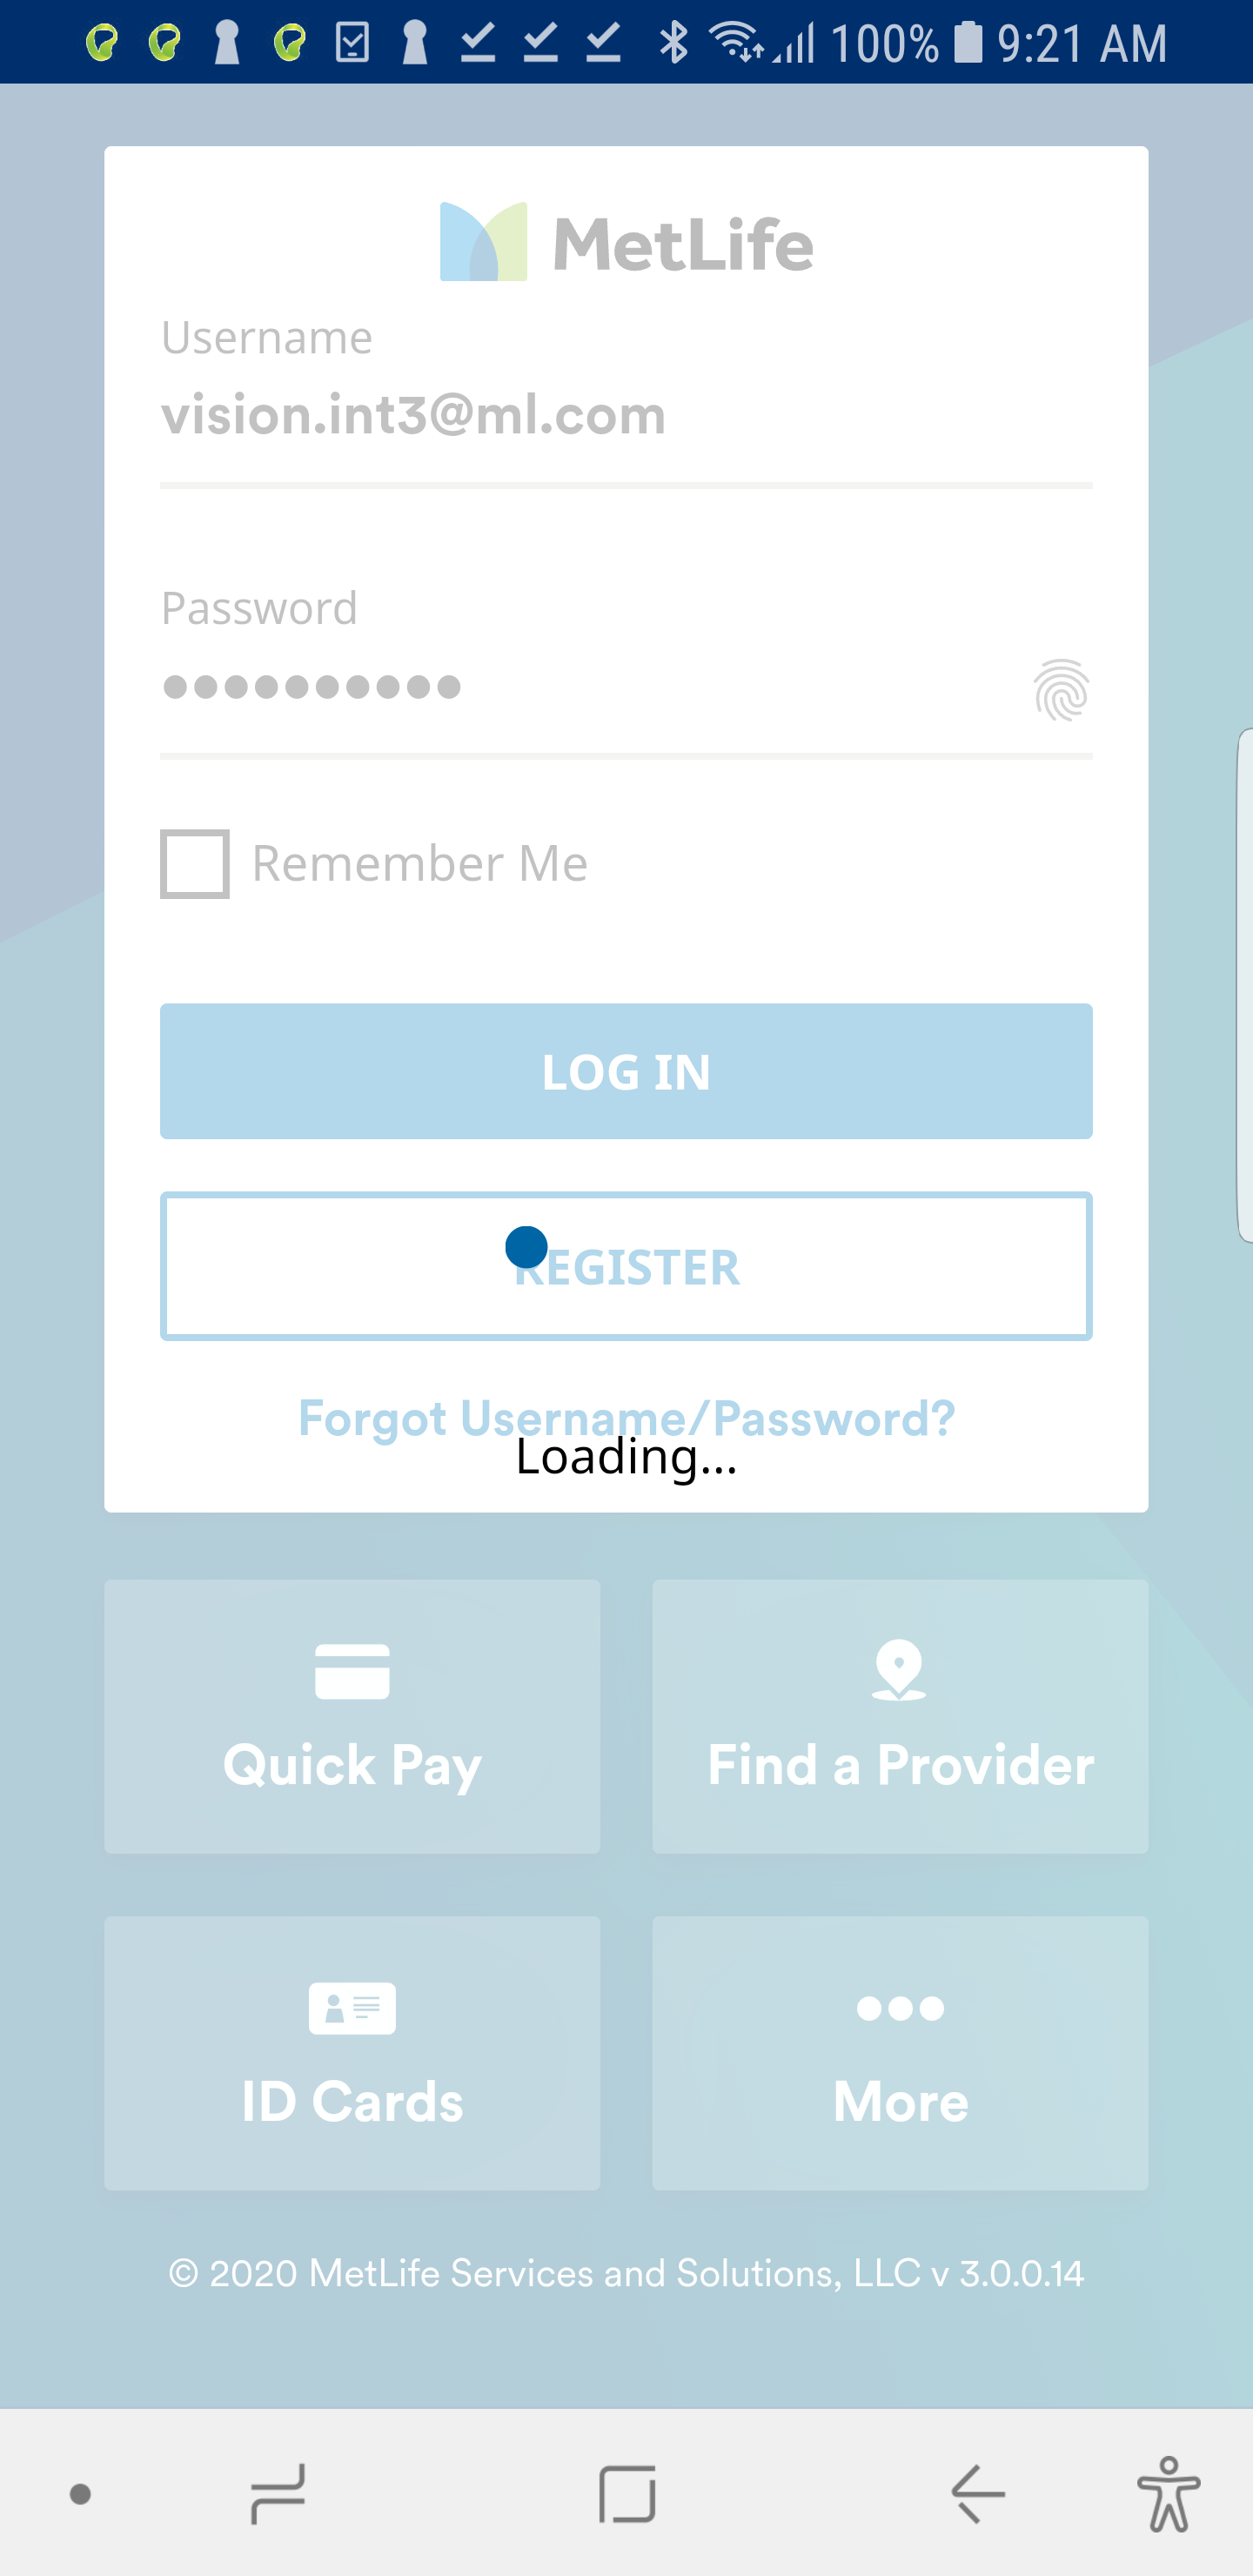 100% 9:21 AM
MetLife
Username
vision.int3@ml.com
Password
Remember Me
LOG IN
REGISTER
Forgot Username/Password?
Loading...
Quick Pay
Find a Provider
ID Cards
More
© 2020 MetLife Services and Solutions, LLC v 3.0.0.14